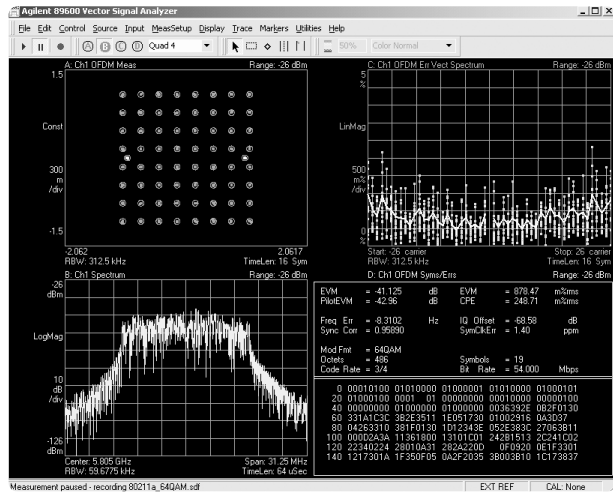 Agilent 89600 Vector Signal Analyzer
File Edit Control Source Input MeasSetup Display Trace Markers Utilities Help
A B C D Quad 4 50% Color Normal
A: Ch1 OFDM Meas Range: -26 dBm
1.5
Const
300
m
/div
-1.5
-2.062 2.0617
RBW: 312.5 kHz TimeLen: 16 Sym
C: Ch1 OFDM Err Vect Spectrum Range: -26 dBm
5
%
LinMag
500
m%
/div
0
%
Start: -26 carrier Stop: 26 carrier
RBW: 312.5 kHz TimeLen: 16 Sym
B: Ch1 Spectrum Range: -26 dBm
-26
dBm
LogMag
10
dB
/div
-126
dBm
Center: 5.805 GHz Span: 31.25 MHz
RBW: 59.6775 kHz TimeLen: 64 uSec
D: Ch1 OFDM Syms/Errs Range: -26 dBm
EVM = -41.125 dB EVM = 878.47 m%rms
PilotEVM = -42.96 dB CPE = 248.71 m%rms
Freq Err = -8.3102 Hz IQ Offset = -68.58 dB
Sync Corr = 0.95890 SymClkErr = 1.40 ppm
Mod Fmt = 64QAM
Octets = 486 Symbols = 19
Code Rate = 3/4 Bit Rate = 54.000 Mbps
0 00010100 01010000 01000001 01010000 01000101
20 01000100 0001 01 00000000 00010000 00000000
40 00000000 01000000 01000000 0036392E 0B2F0130
60 331A1C3C 3B2E3511 1E051730 01002916 0A3D37
80 04263310 381F0130 1D12343E 052E383C 27063B11
100 000D2A3A 11361800 13101C01 242B1513 2C241C02
120 22340224 28010A31 282A220D 0F0920 0E1F3301
140 1217301A 1F350F05 0A2F2035 3B003B10 1C173837
Measurement paused - recording 80211a_64QAM.sdf EXT REF CAL: None